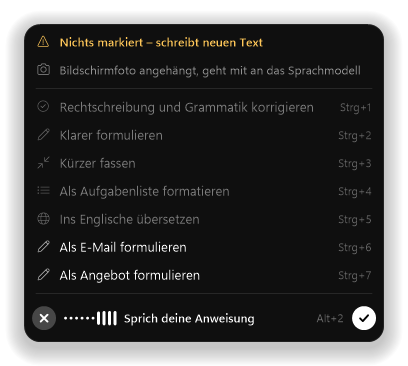 Nichts markiert – schreibt neuen Text
Bildschirmfoto angehängt, geht mit an das Sprachmodell
Rechtschreibung und Grammatik korrigieren Strg+1
Klarer formulieren Strg+2
Kürzer fassen Strg+3
Als Aufgabenliste formatieren Strg+4
Ins Englische übersetzen Strg+5
Als E-Mail formulieren Strg+6
Als Angebot formulieren Strg+7
Sprich deine Anweisung Alt+2